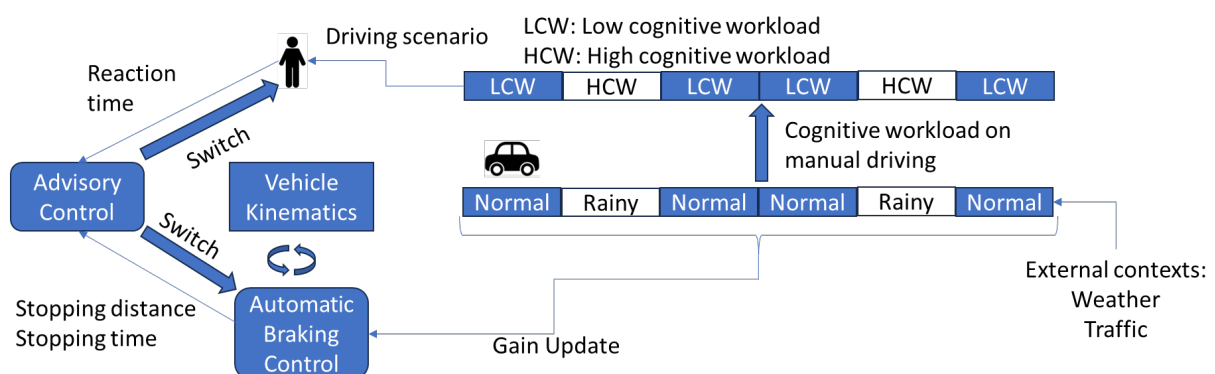 Driving scenario
LCW: Low cognitive workload
HCW: High cognitive workload
LCW HCW LCW LCW HCW LCW
Reaction
time
Switch
Cognitive workload on
manual driving
Advisory
Control
Vehicle
Kinematics
Normal Rainy Normal Normal Rainy Normal
Switch
External contexts:
Weather
Traffic
Stopping distance
Stopping time
Automatic
Braking
Control
Gain Update